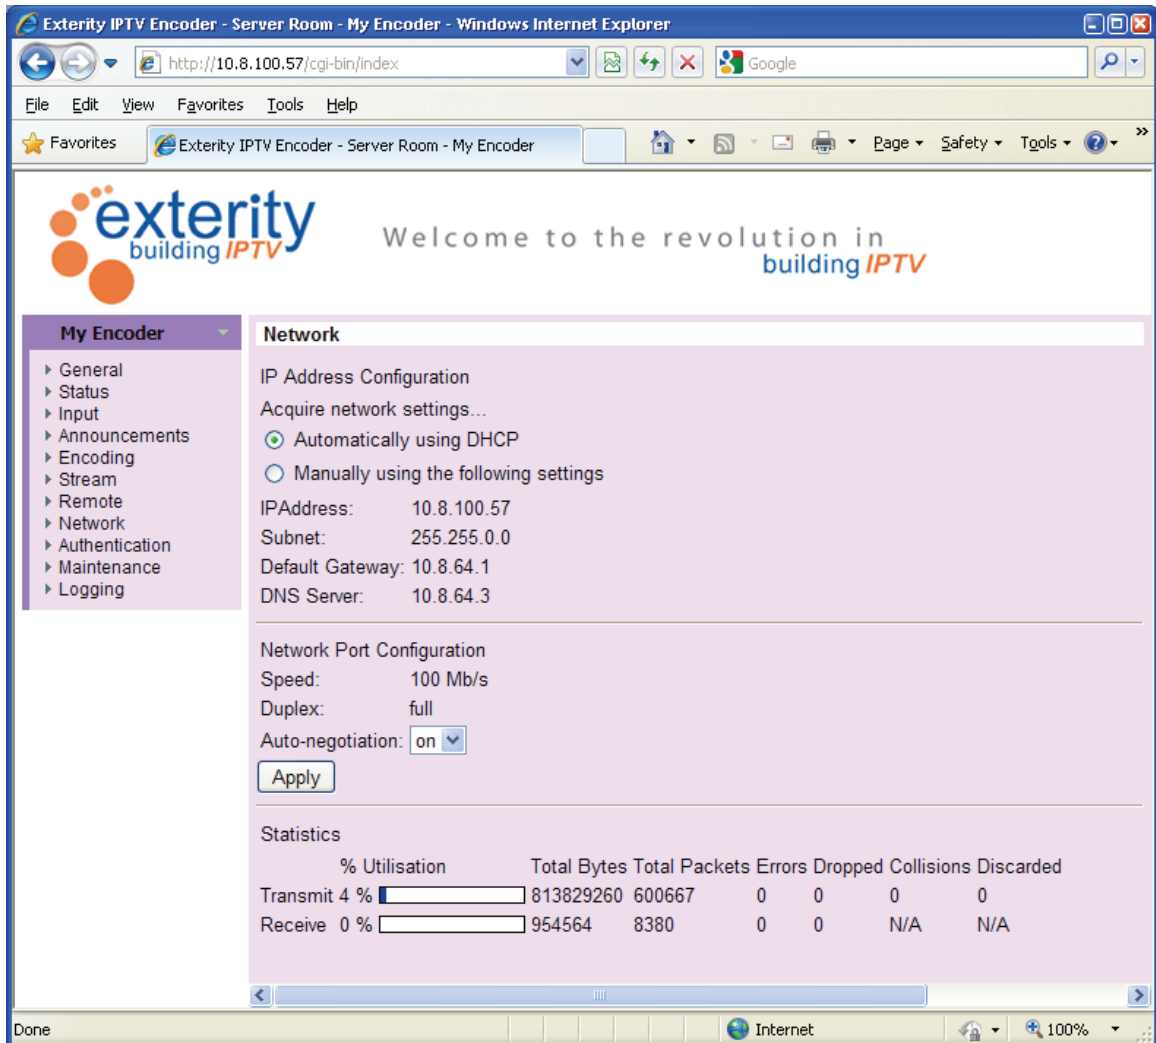 Exterity IPTV Encoder - Server Room - My Encoder - Windows Internet Explorer
http://10.8.100.57/cgi-bin/index
Google
File Edit View Favorites Tools Help
Favorites
Exterity IPTV Encoder - Server Room - My Encoder
Page Safety Tools
exterity
building IPTV
Welcome to the revolution in
building IPTV
My Encoder
General
Status
Input
Announcements
Encoding
Stream
Remote
Network
Authentication
Maintenance
Logging
Network
IP Address Configuration
Acquire network settings...
Automatically using DHCP
Manually using the following settings
IPAddress: 10.8.100.57
Subnet: 255.255.0.0
Default Gateway: 10.8.64.1
DNS Server: 10.8.64.3
Network Port Configuration
Speed: 100 Mb/s
Duplex: full
Auto-negotiation: on
Apply
Statistics
% Utilisation Total Bytes Total Packets Errors Dropped Collisions Discarded
Transmit 4 % 813829260 600667 0 0 0 0
Receive 0 % 954564 8380 0 0 N/A N/A
Done
Internet
100%